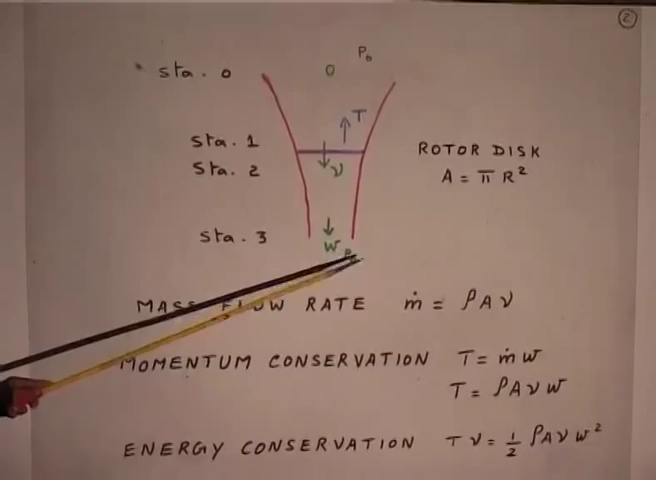 2
P₀
Sta. 0 0
T
Sta. 1
ROTOR DISK
Sta. 2 ν
A = π R²
Sta. 3
w
MASS FLOW RATE ṁ = ρ A ν
MOMENTUM CONSERVATION T = ṁ w
T = ρ A ν w
ENERGY CONSERVATION T ν = ½ ρ A ν w²